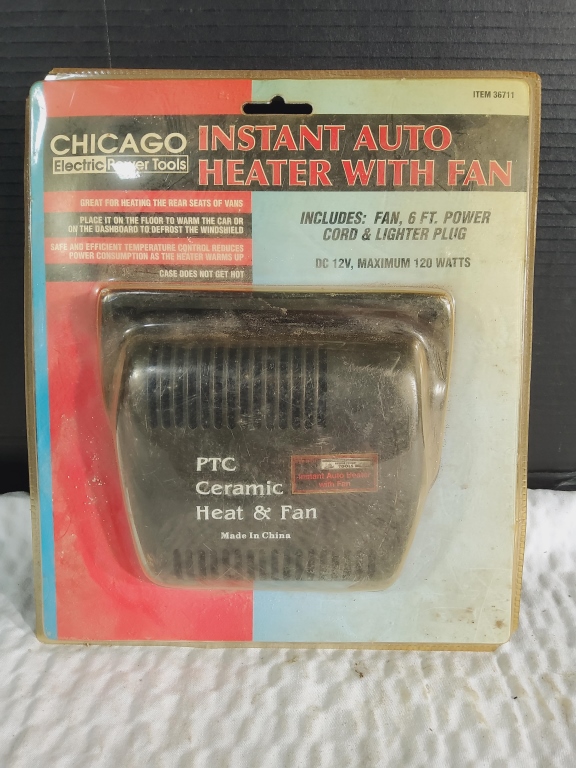 ITEM 36711
CHICAGO
Electric Power Tools
INSTANT AUTO
HEATER WITH FAN
GREAT FOR HEATING THE REAR SEATS OF VANS
PLACE IT ON THE FLOOR TO WARM THE CAR OR
ON THE DASHBOARD TO DEFROST THE WINDSHIELD
SAFE AND EFFICIENT TEMPERATURE CONTROL REDUCES
POWER CONSUMPTION AS THE HEATER WARMS UP
CASE DOES NOT GET HOT
INCLUDES: FAN, 6 FT. POWER
CORD & LIGHTER PLUG
DC 12V, MAXIMUM 120 WATTS
PTC
Ceramic
Heat & Fan
Made In China
Instant Auto Heater
with Fan